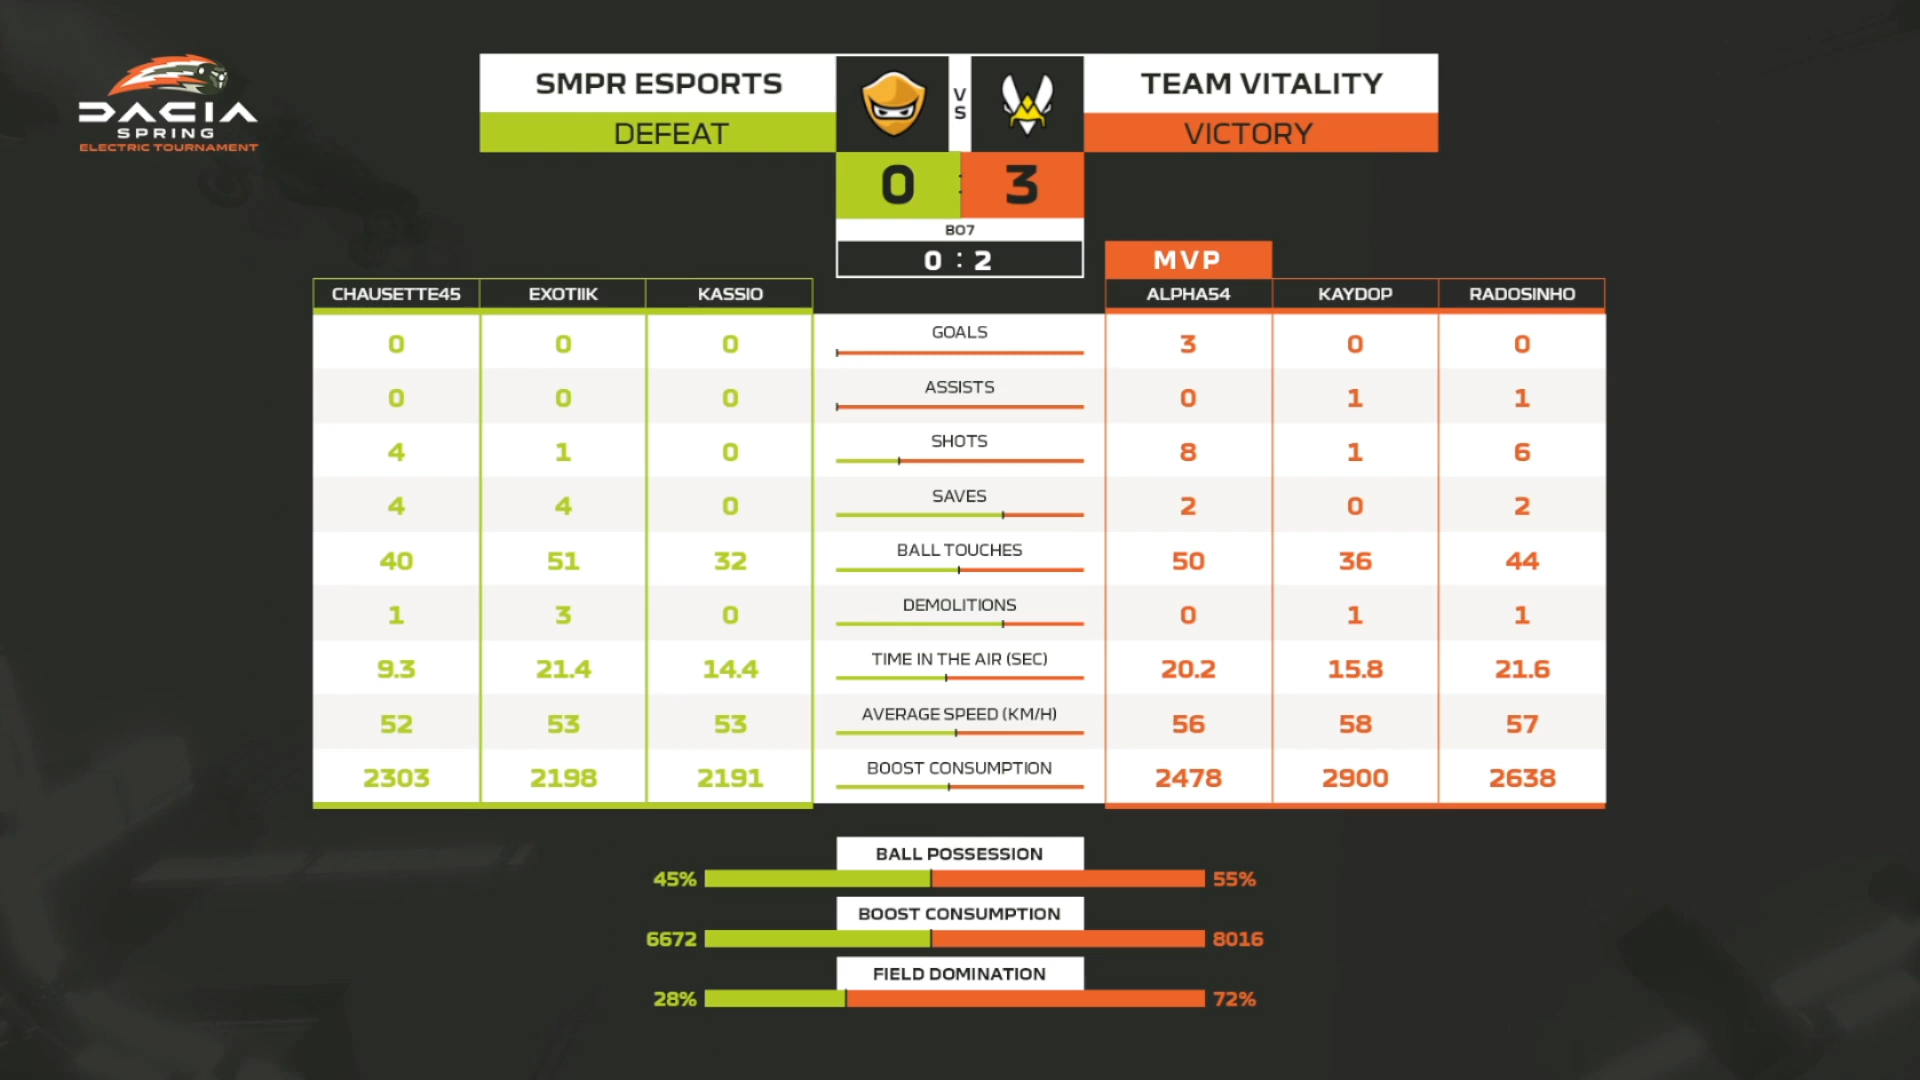 DACIA
SPRING
ELECTRIC TOURNAMENT
SMPR ESPORTS
VS
TEAM VITALITY
DEFEAT
VICTORY
0 : 3
BO7
0 : 2
MVP
CHAUSETTE45 EXOTIIK KASSIO ALPHA54 KAYDOP RADOSINHO
0 0 0 GOALS 3 0 0
0 0 0 ASSISTS 0 1 1
4 1 0 SHOTS 8 1 6
4 4 0 SAVES 2 0 2
40 51 32 BALL TOUCHES 50 36 44
1 3 0 DEMOLITIONS 0 1 1
9.3 21.4 14.4 TIME IN THE AIR (SEC) 20.2 15.8 21.6
52 53 53 AVERAGE SPEED (KM/H) 56 58 57
2303 2198 2191 BOOST CONSUMPTION 2478 2900 2638
BALL POSSESSION
45% 55%
BOOST CONSUMPTION
6672 8016
FIELD DOMINATION
28% 72%